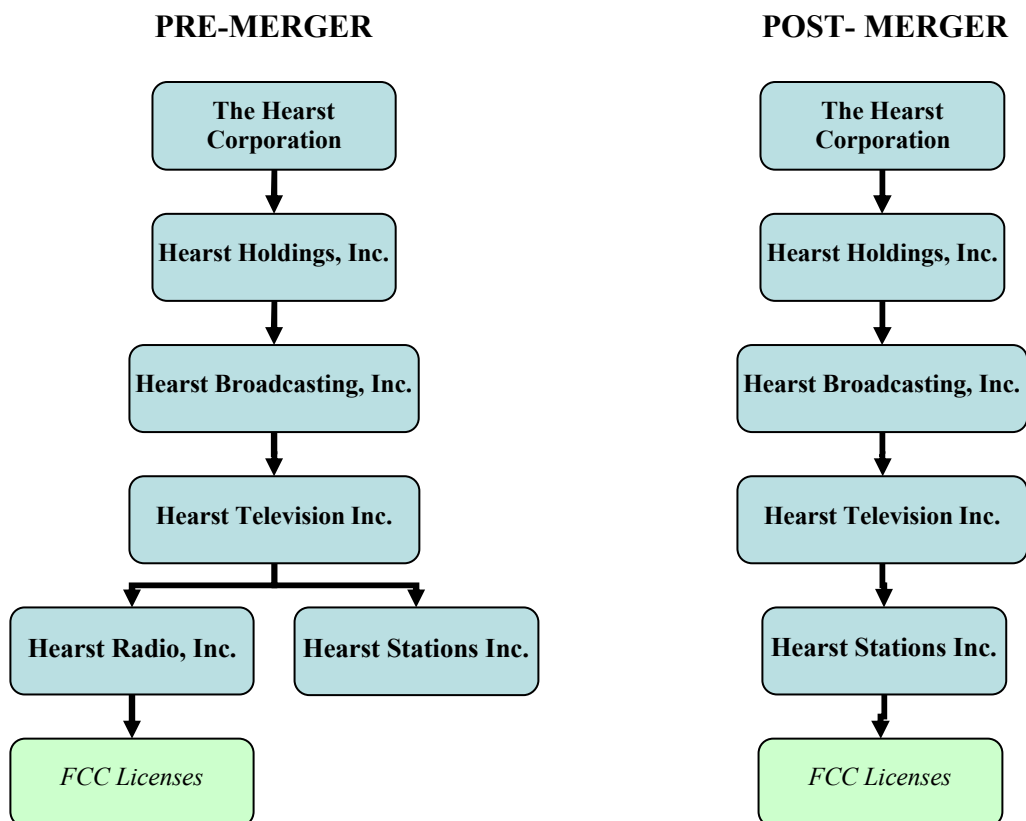 PRE-MERGER
The Hearst
Corporation
Hearst Holdings, Inc.
Hearst Broadcasting, Inc.
Hearst Television Inc.
Hearst Radio, Inc.
Hearst Stations Inc.
FCC Licenses
POST- MERGER
The Hearst
Corporation
Hearst Holdings, Inc.
Hearst Broadcasting, Inc.
Hearst Television Inc.
Hearst Stations Inc.
FCC Licenses